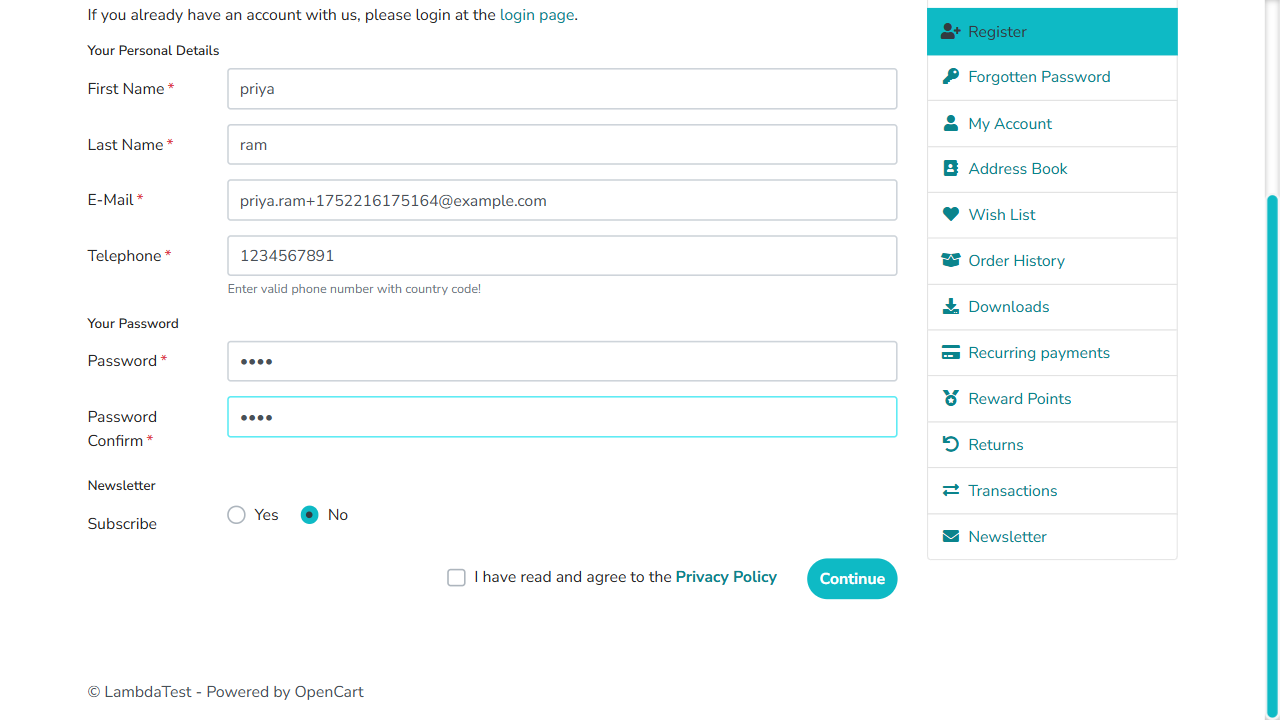 If you already have an account with us, please login at the login page.
Your Personal Details
First Name *
priya
Last Name *
ram
E-Mail *
priya.ram+1752216175164@example.com
Telephone *
1234567891
Enter valid phone number with country code!
Your Password
Password *
••••
Password
Confirm *
••••
Newsletter
Subscribe
Yes
No
I have read and agree to the Privacy Policy
Continue
Register
Forgotten Password
My Account
Address Book
Wish List
Order History
Downloads
Recurring payments
Reward Points
Returns
Transactions
Newsletter
© LambdaTest - Powered by OpenCart